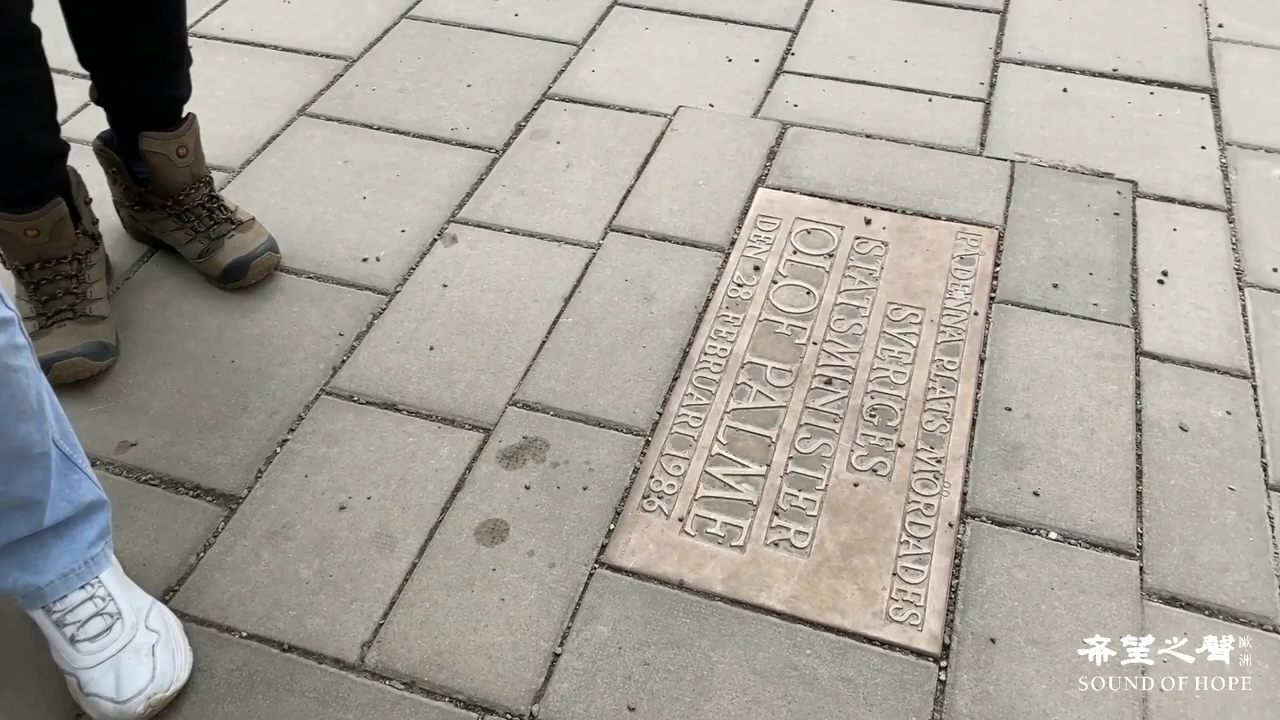 PÅ DENNA PLATS MÖRDADES
SVERIGES
STATSMINISTER
OLOF PALME
DEN 28 FEBRUARI 1986
希望之聲 歐洲
SOUND OF HOPE